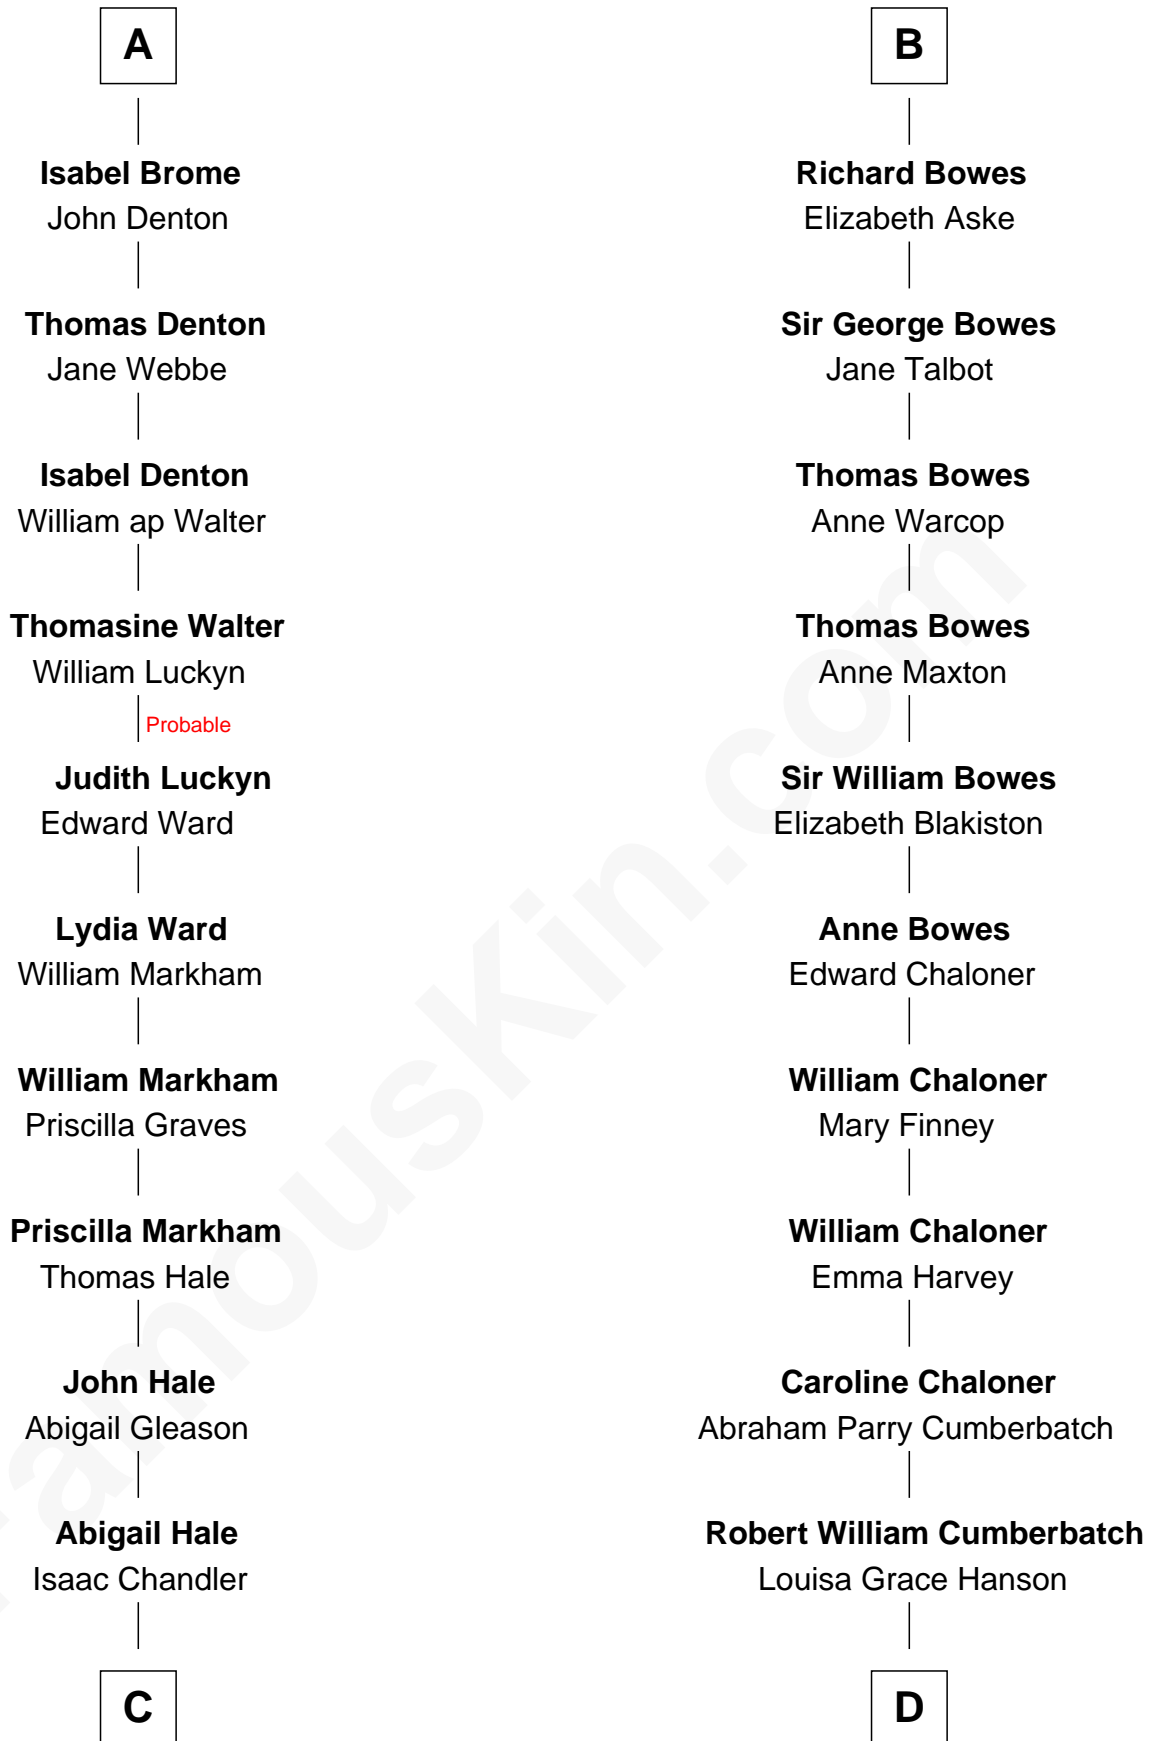 A
Isabel Brome
John Denton
Thomas Denton
Jane Webbe
Isabel Denton
William ap Walter
Thomasine Walter
William Luckyn
Probable
Judith Luckyn
Edward Ward
Lydia Ward
William Markham
William Markham
Priscilla Graves
Priscilla Markham
Thomas Hale
John Hale
Abigail Gleason
Abigail Hale
Isaac Chandler
C
B
Richard Bowes
Elizabeth Aske
Sir George Bowes
Jane Talbot
Thomas Bowes
Anne Warcop
Thomas Bowes
Anne Maxton
Sir William Bowes
Elizabeth Blakiston
Anne Bowes
Edward Chaloner
William Chaloner
Mary Finney
William Chaloner
Emma Harvey
Caroline Chaloner
Abraham Parry Cumberbatch
Robert William Cumberbatch
Louisa Grace Hanson
D
FamousKin.com